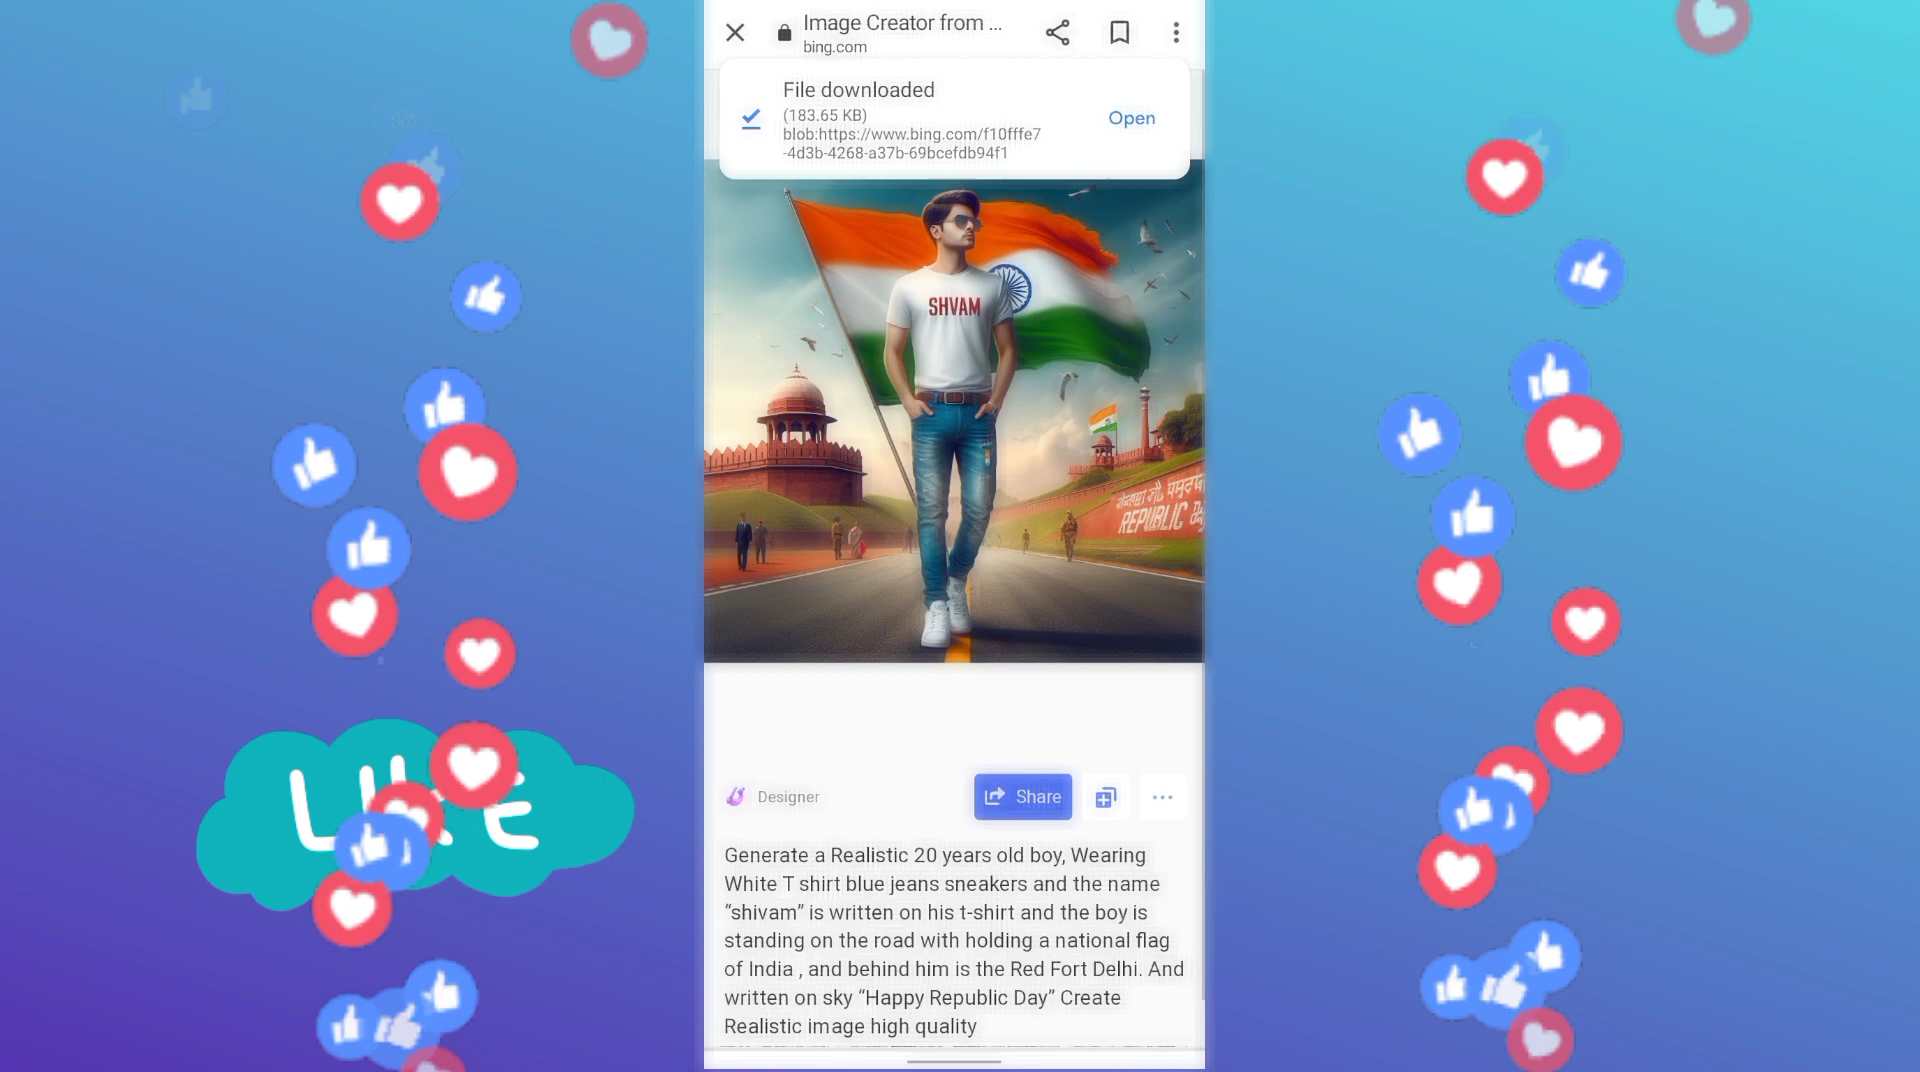 Image Creator from ...
bing.com
File downloaded
(183.65 KB)
blob:https://www.bing.com/f10fffe7
-4d3b-4268-a37b-69bcefdb94f1
Open
SHVAM
REPUBLIC
Designer
Share
Generate a Realistic 20 years old boy, Wearing
White T shirt blue jeans sneakers and the name
“shivam” is written on his t-shirt and the boy is
standing on the road with holding a national flag
of India , and behind him is the Red Fort Delhi. And
written on sky “Happy Republic Day” Create
Realistic image high quality